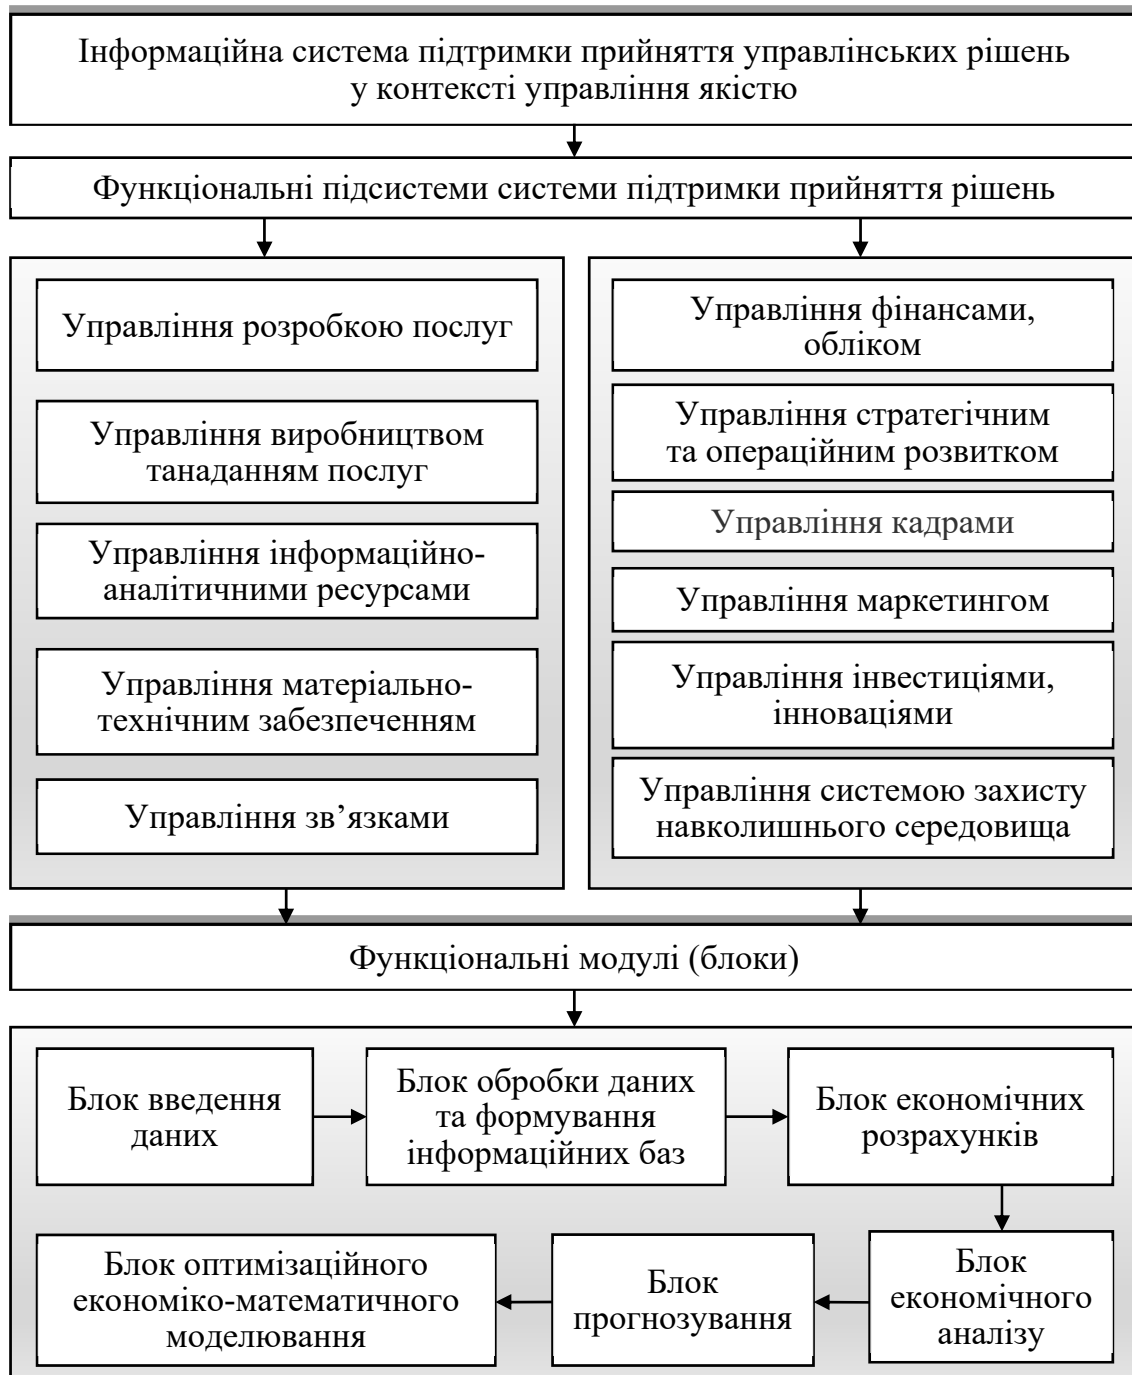 Інформаційна система підтримки прийняття управлінських рішень
у контексті управління якістю
Функціональні підсистеми системи підтримки прийняття рішень
Управління розробкою послуг
Управління виробництвом
танаданням послуг
Управління інформаційно-
аналітичними ресурсами
Управління матеріально-
технічним забезпеченням
Управління зв’язками
Управління фінансами,
обліком
Управління стратегічним
та операційним розвитком
Управління кадрами
Управління маркетингом
Управління інвестиціями,
інноваціями
Управління системою захисту
навколишнього середовища
Функціональні модулі (блоки)
Блок введення
даних
Блок обробки даних
та формування
інформаційних баз
Блок економічних
розрахунків
Блок оптимізаційного
економіко-математичного
моделювання
Блок
прогнозування
Блок
економічного
аналізу